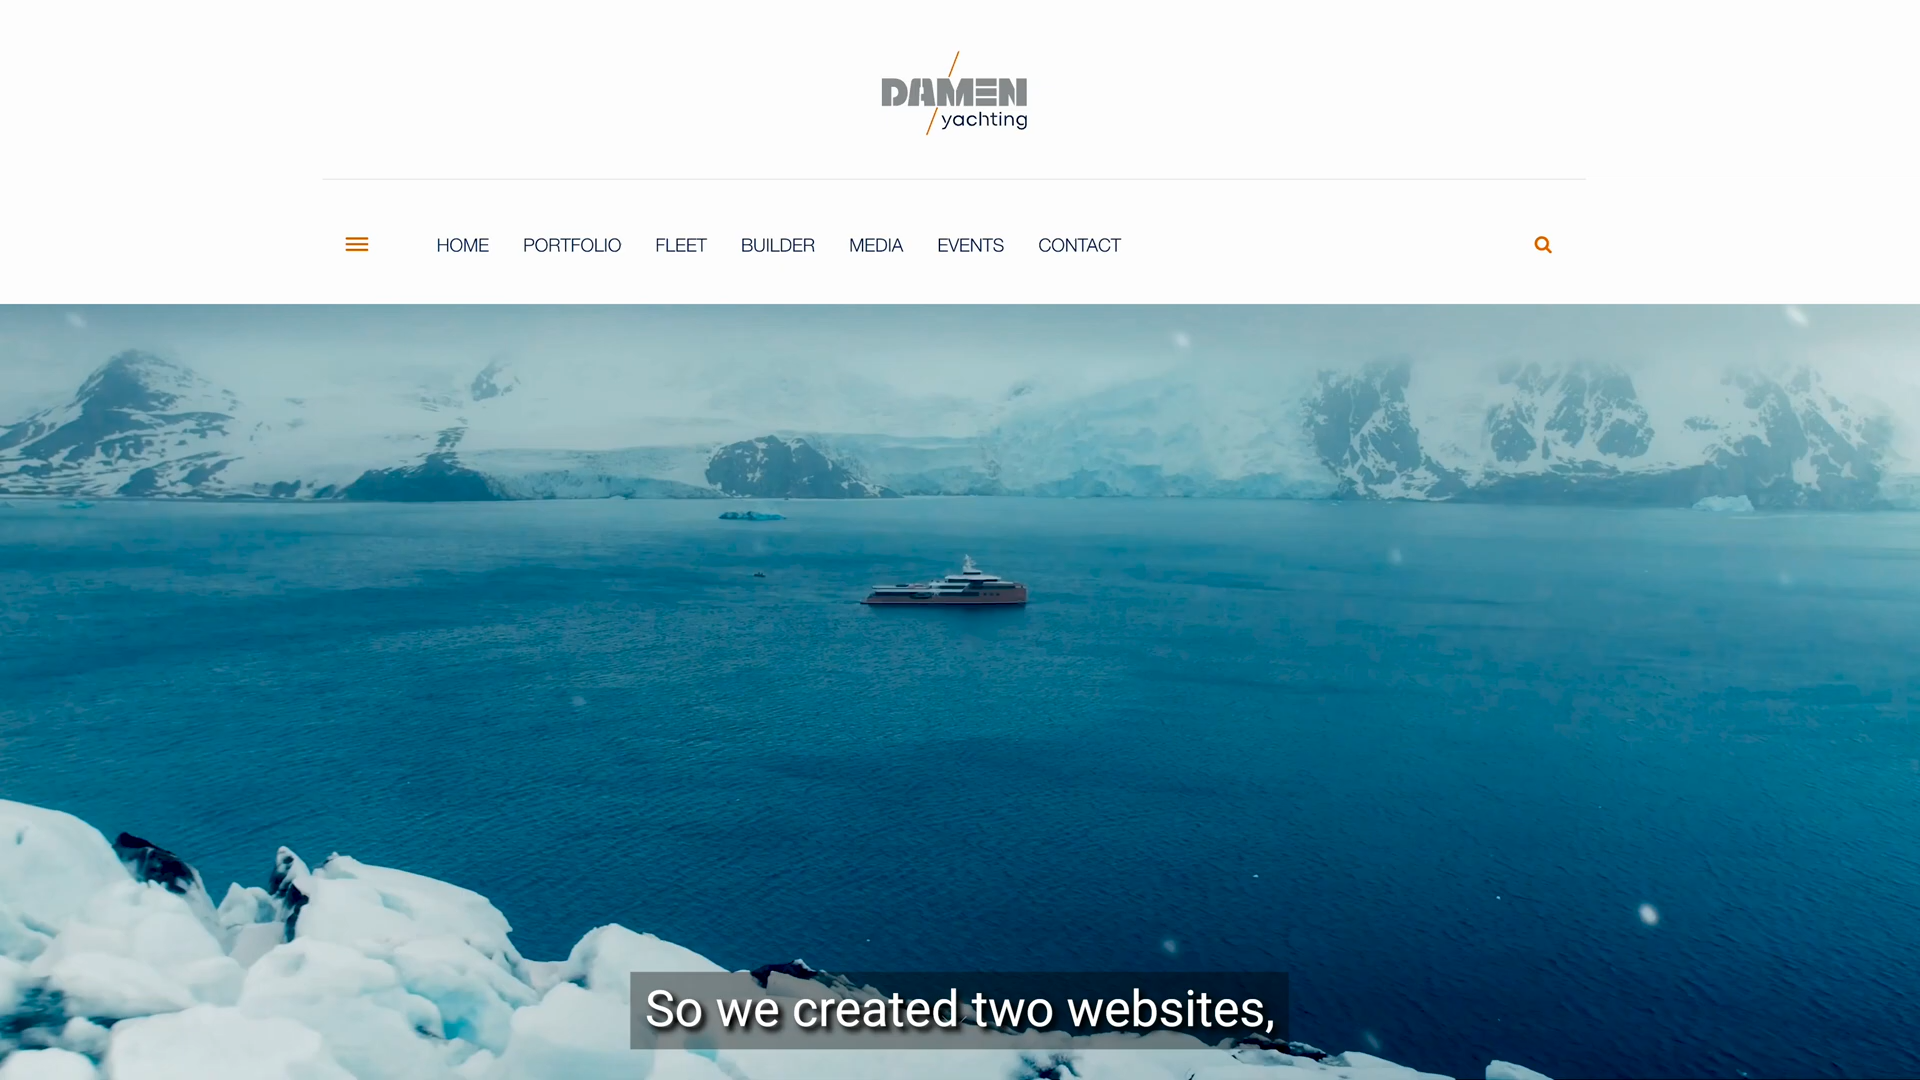 DAMEN
yachting
HOME PORTFOLIO FLEET BUILDER MEDIA EVENTS CONTACT
So we created two websites,